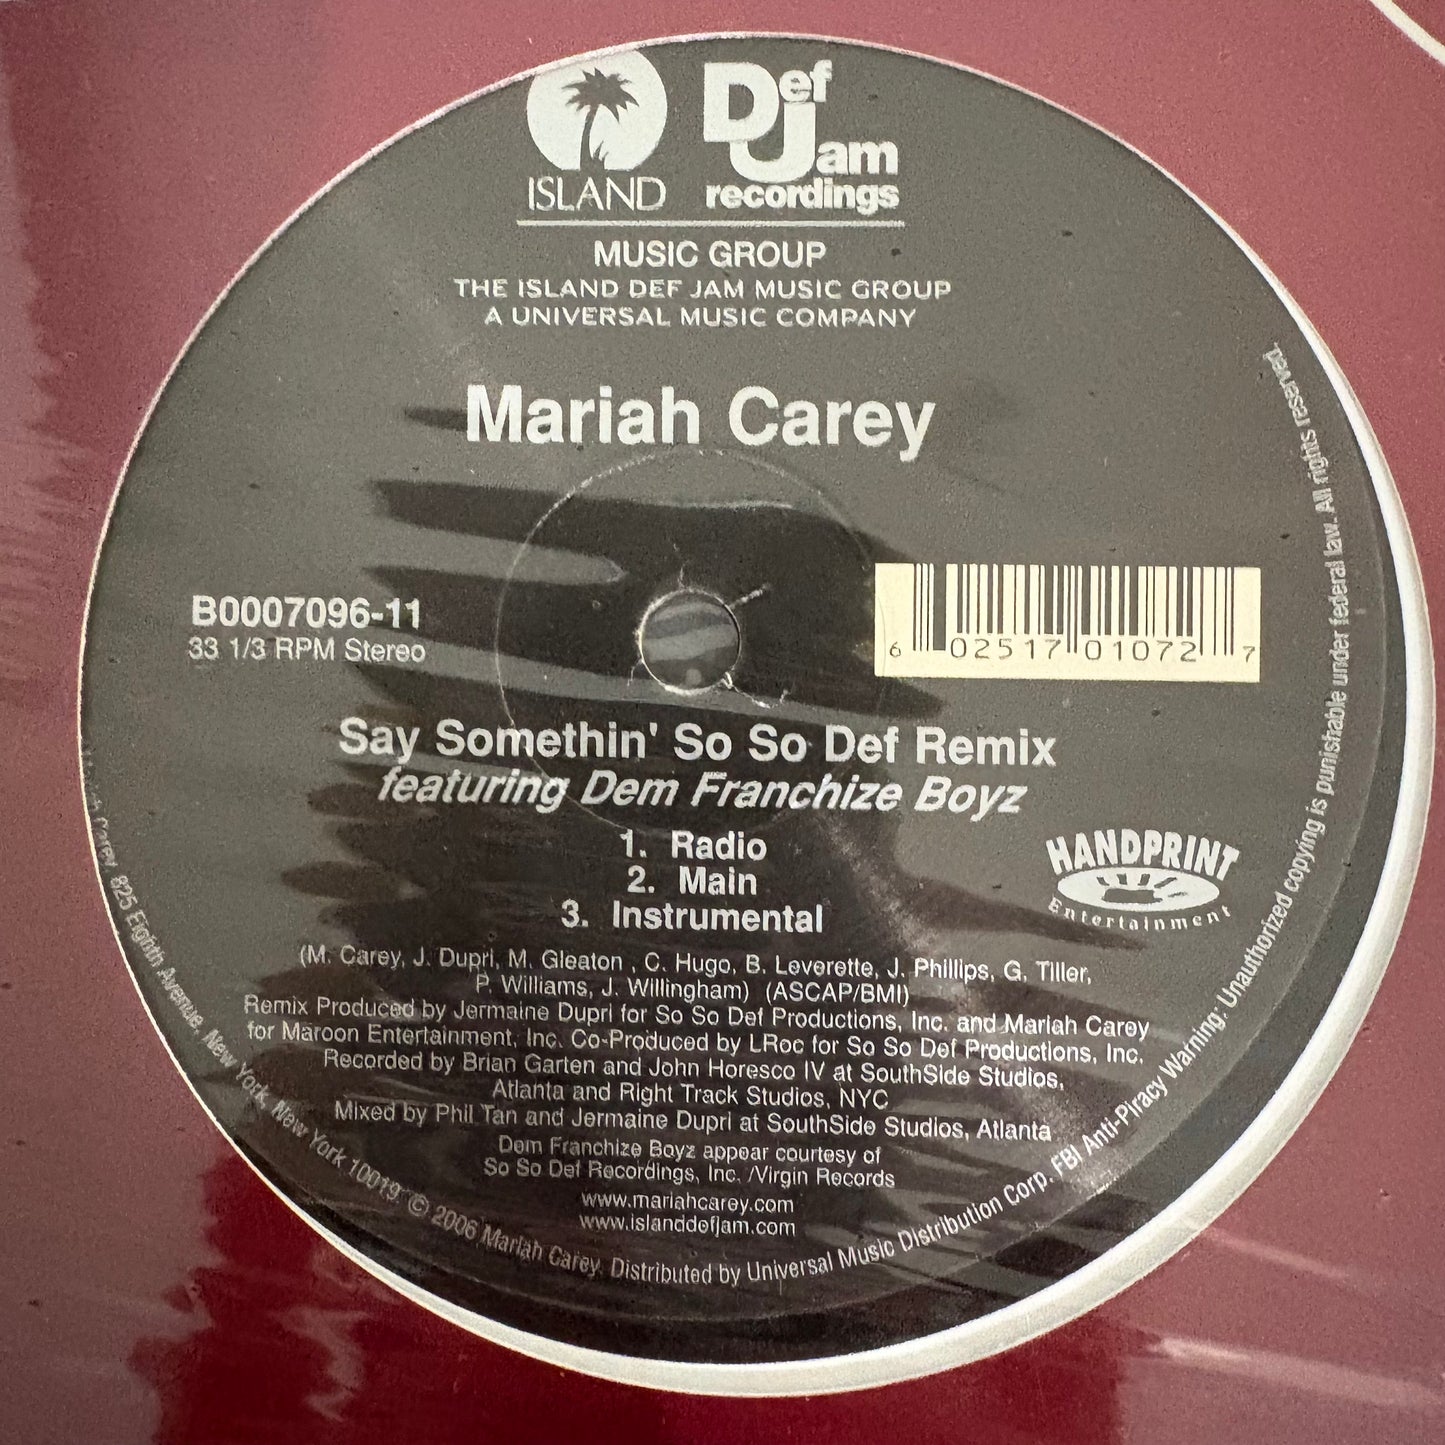 ISLAND
Def Jam recordings
MUSIC GROUP
THE ISLAND DEF JAM MUSIC GROUP
A UNIVERSAL MUSIC COMPANY
Mariah Carey
B0007096-11
33 1/3 RPM Stereo
6 02517 01072 7
Say Somethin' So So Def Remix
featuring Dem Franchize Boyz
1. Radio
2. Main
3. Instrumental
HANDPRINT
Entertainment
(M. Carey, J. Dupri, M. Gleaton , C. Hugo, B. Leverette, J. Phillips, G. Tiller,
P. Williams, J. Willingham) (ASCAP/BMI)
Remix Produced by Jermaine Dupri for So So Def Productions, Inc. and Mariah Carey
for Maroon Entertainment, Inc. Co-Produced by LRoc for So So Def Productions, Inc.
Recorded by Brian Garten and John Horesco IV at SouthSide Studios,
Atlanta and Right Track Studios, NYC
Mixed by Phil Tan and Jermaine Dupri at SouthSide Studios, Atlanta
Dem Franchize Boyz appear courtesy of
So So Def Recordings, Inc. /Virgin Records
www.mariahcarey.com
www.islanddefjam.com
Carey, 825 Eighth Avenue, New York, New York 10019 © 2006 Mariah Carey. Distributed by Universal Music Distribution Corp. FBI Anti-Piracy Warning: Unauthorized copying is punishable under federal law. All rights reserved.